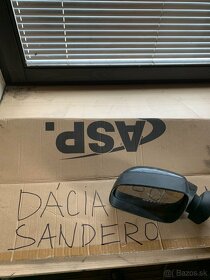 ASP.
DÁCIA
SANDERO
bazos.sk